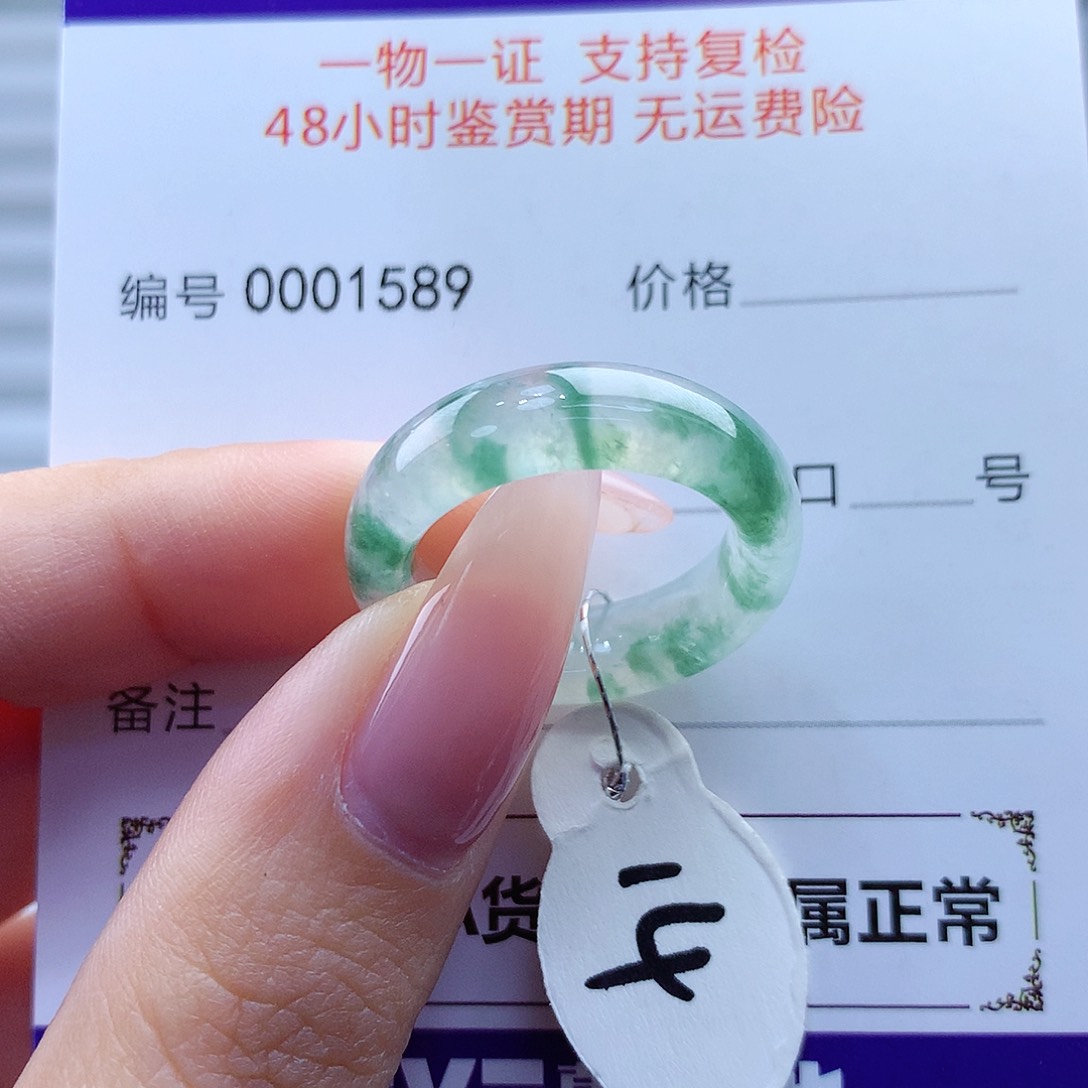 一物一证 支持复检
48小时鉴赏期 无运费险
编号 0001589 价格
口 号
备注
货 属正常